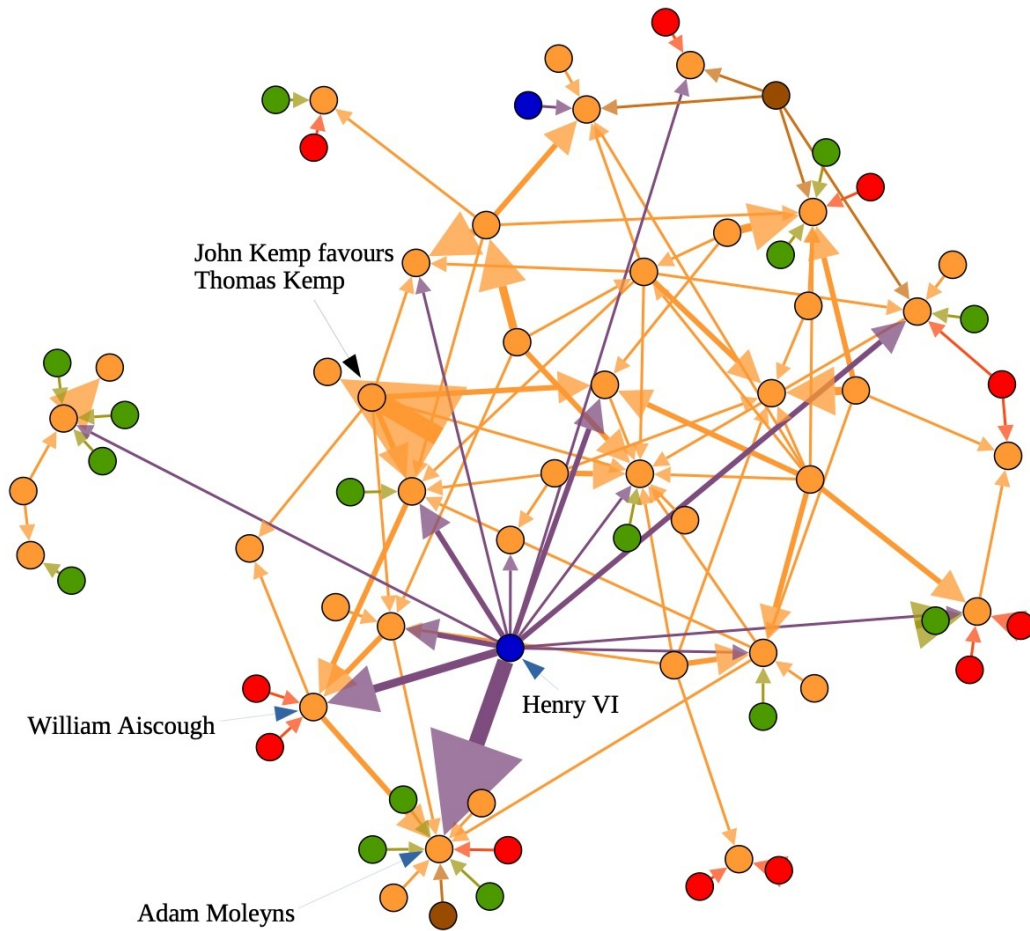 John Kemp favours
Thomas Kemp
Henry VI
William Aiscough
Adam Moleyns